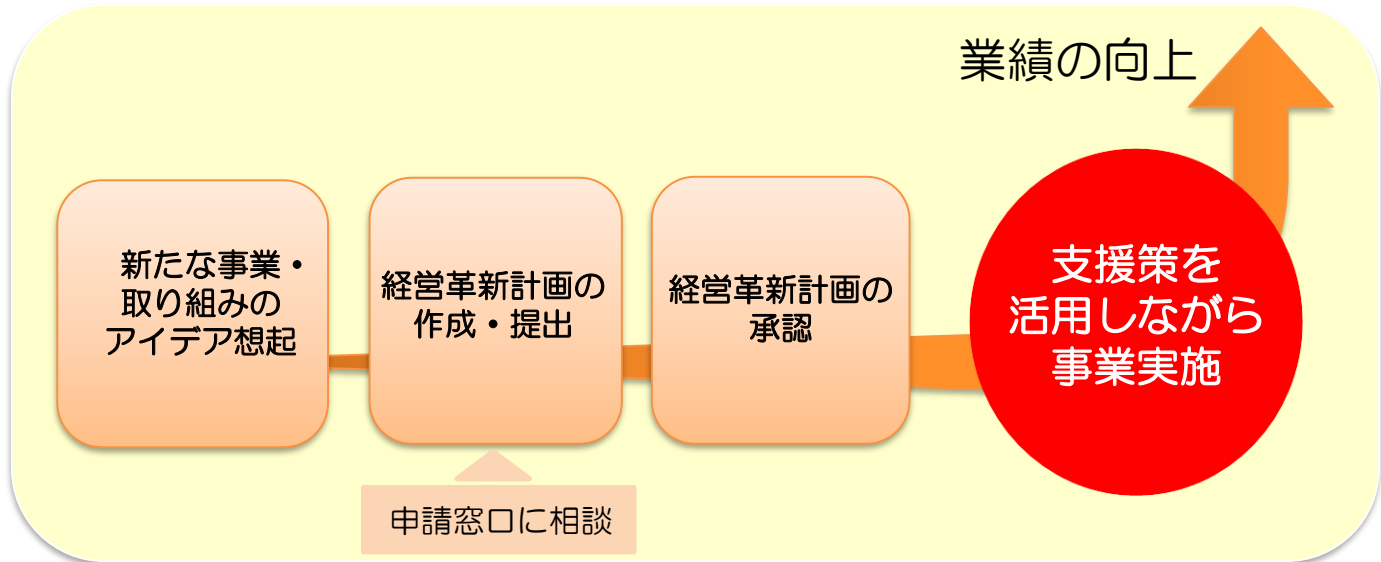 業績の向上
新たな事業・
取り組みの
アイデア想起
経営革新計画の
作成・提出
経営革新計画の
承認
支援策を
活用しながら
事業実施
申請窓口に相談